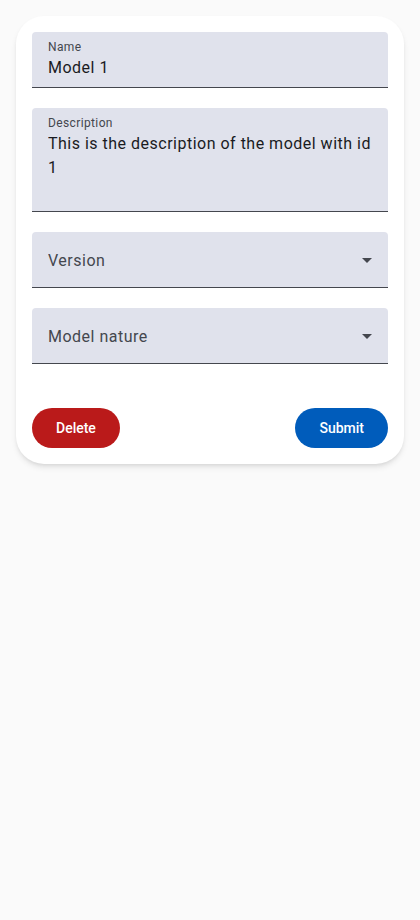 Name
Model 1
Description
This is the description of the model with id
1
Version
Model nature
Delete
Submit